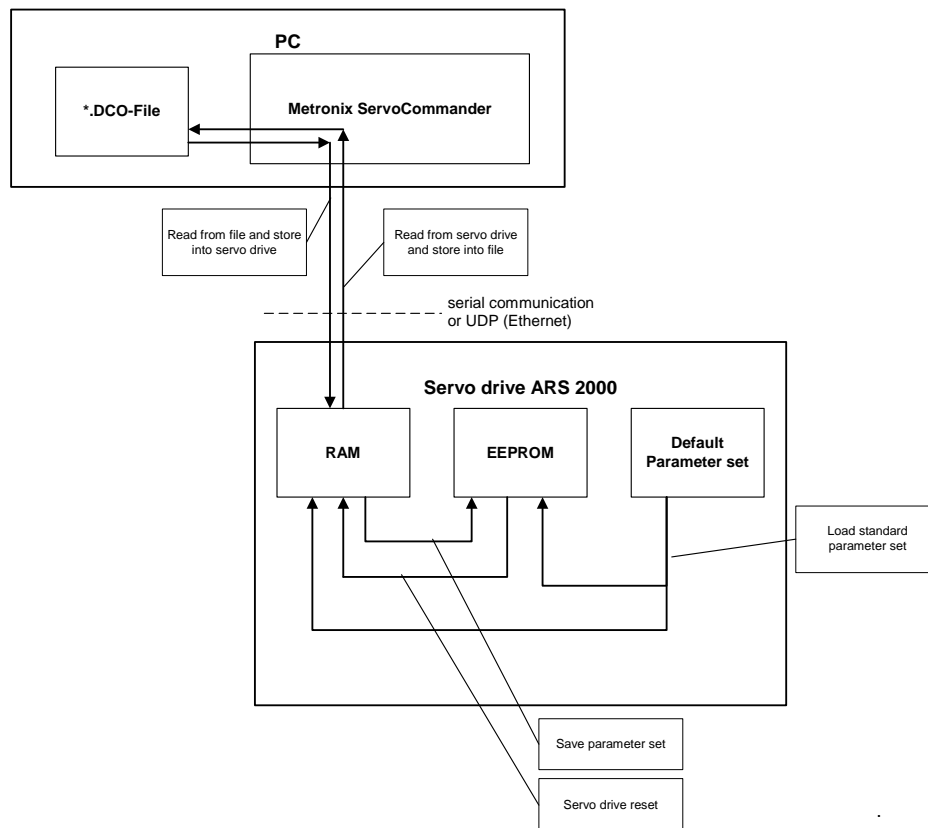 PC
*.DCO-File
Metronix ServoCommander
Read from file and store
into servo drive
Read from servo drive
and store into file
serial communication
or UDP (Ethernet)
Servo drive ARS 2000
RAM
EEPROM
Default
Parameter set
Load standard
parameter set
Save parameter set
Servo drive reset
.